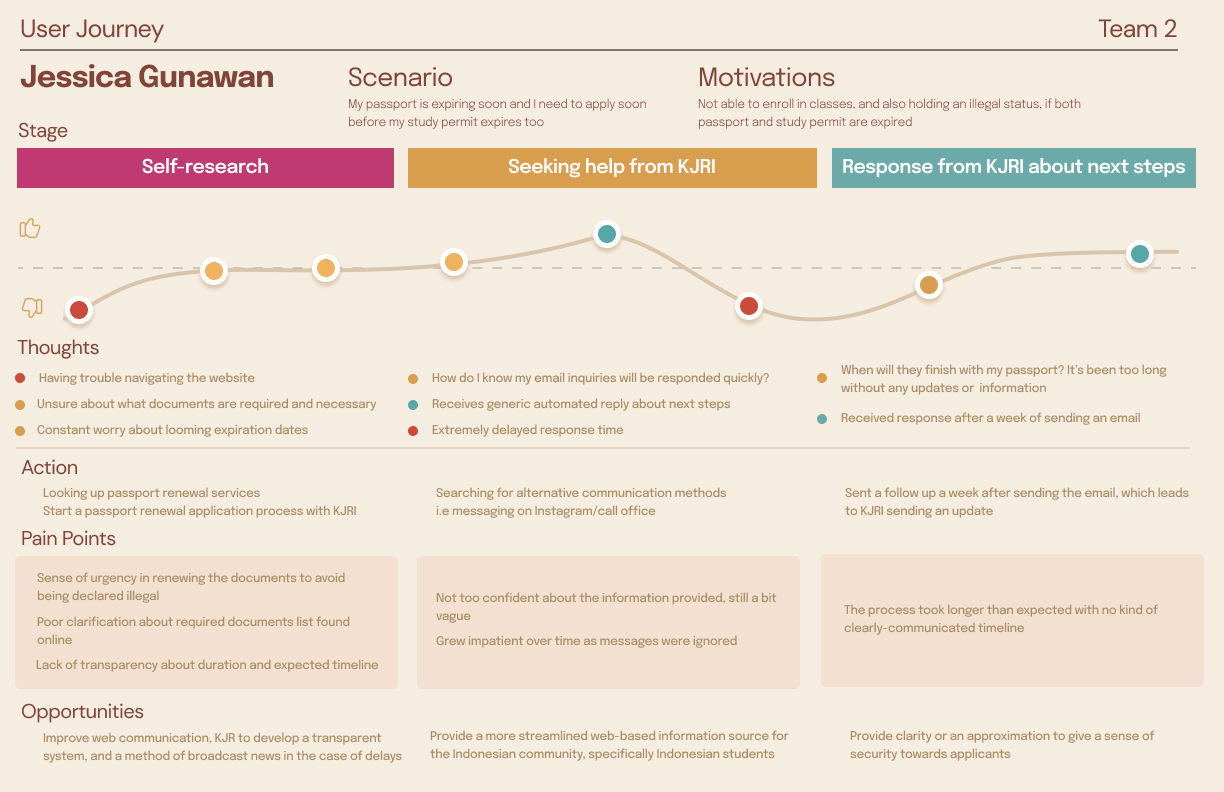 User Journey
Team 2
Jessica Gunawan
Scenario
My passport is expiring soon and I need to apply soon
before my study permit expires too
Motivations
Not able to enroll in classes, and also holding an illegal status, if both
passport and study permit are expired
Stage
Self-research
Seeking help from KJRI
Response from KJRI about next steps
Thoughts
Having trouble navigating the website
Unsure about what documents are required and necessary
Constant worry about looming expiration dates
How do I know my email inquiries will be responded quickly?
Receives generic automated reply about next steps
Extremely delayed response time
When will they finish with my passport? It's been too long
without any updates or information
Received response after a week of sending an email
Action
Looking up passport renewal services
Start a passport renewal application process with KJRI
Searching for alternative communication methods
i.e messaging on Instagram/call office
Sent a follow up a week after sending the email, which leads
to KJRI sending an update
Pain Points
Sense of urgency in renewing the documents to avoid
being declared illegal
Poor clarification about required documents list found
online
Lack of transparency about duration and expected timeline
Not too confident about the information provided, still a bit
vague
Grew impatient over time as messages were ignored
The process took longer than expected with no kind of
clearly-communicated timeline
Opportunities
Improve web communication, KJR to develop a transparent
system, and a method of broadcast news in the case of delays
Provide a more streamlined web-based information source for
the Indonesian community, specifically Indonesian students
Provide clarity or an approximation to give a sense of
security towards applicants